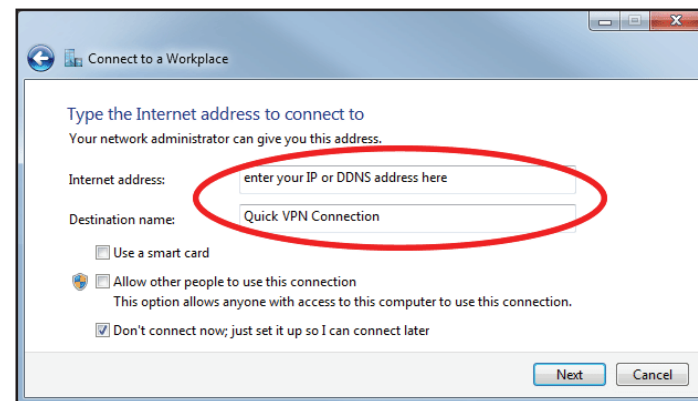 Connect to a Workplace
Type the Internet address to connect to
Your network administrator can give you this address.
Internet address: enter your IP or DDNS address here
Destination name: Quick VPN Connection
Use a smart card
Allow other people to use this connection
This option allows anyone with access to this computer to use this connection.
Don't connect now; just set it up so I can connect later
Next Cancel